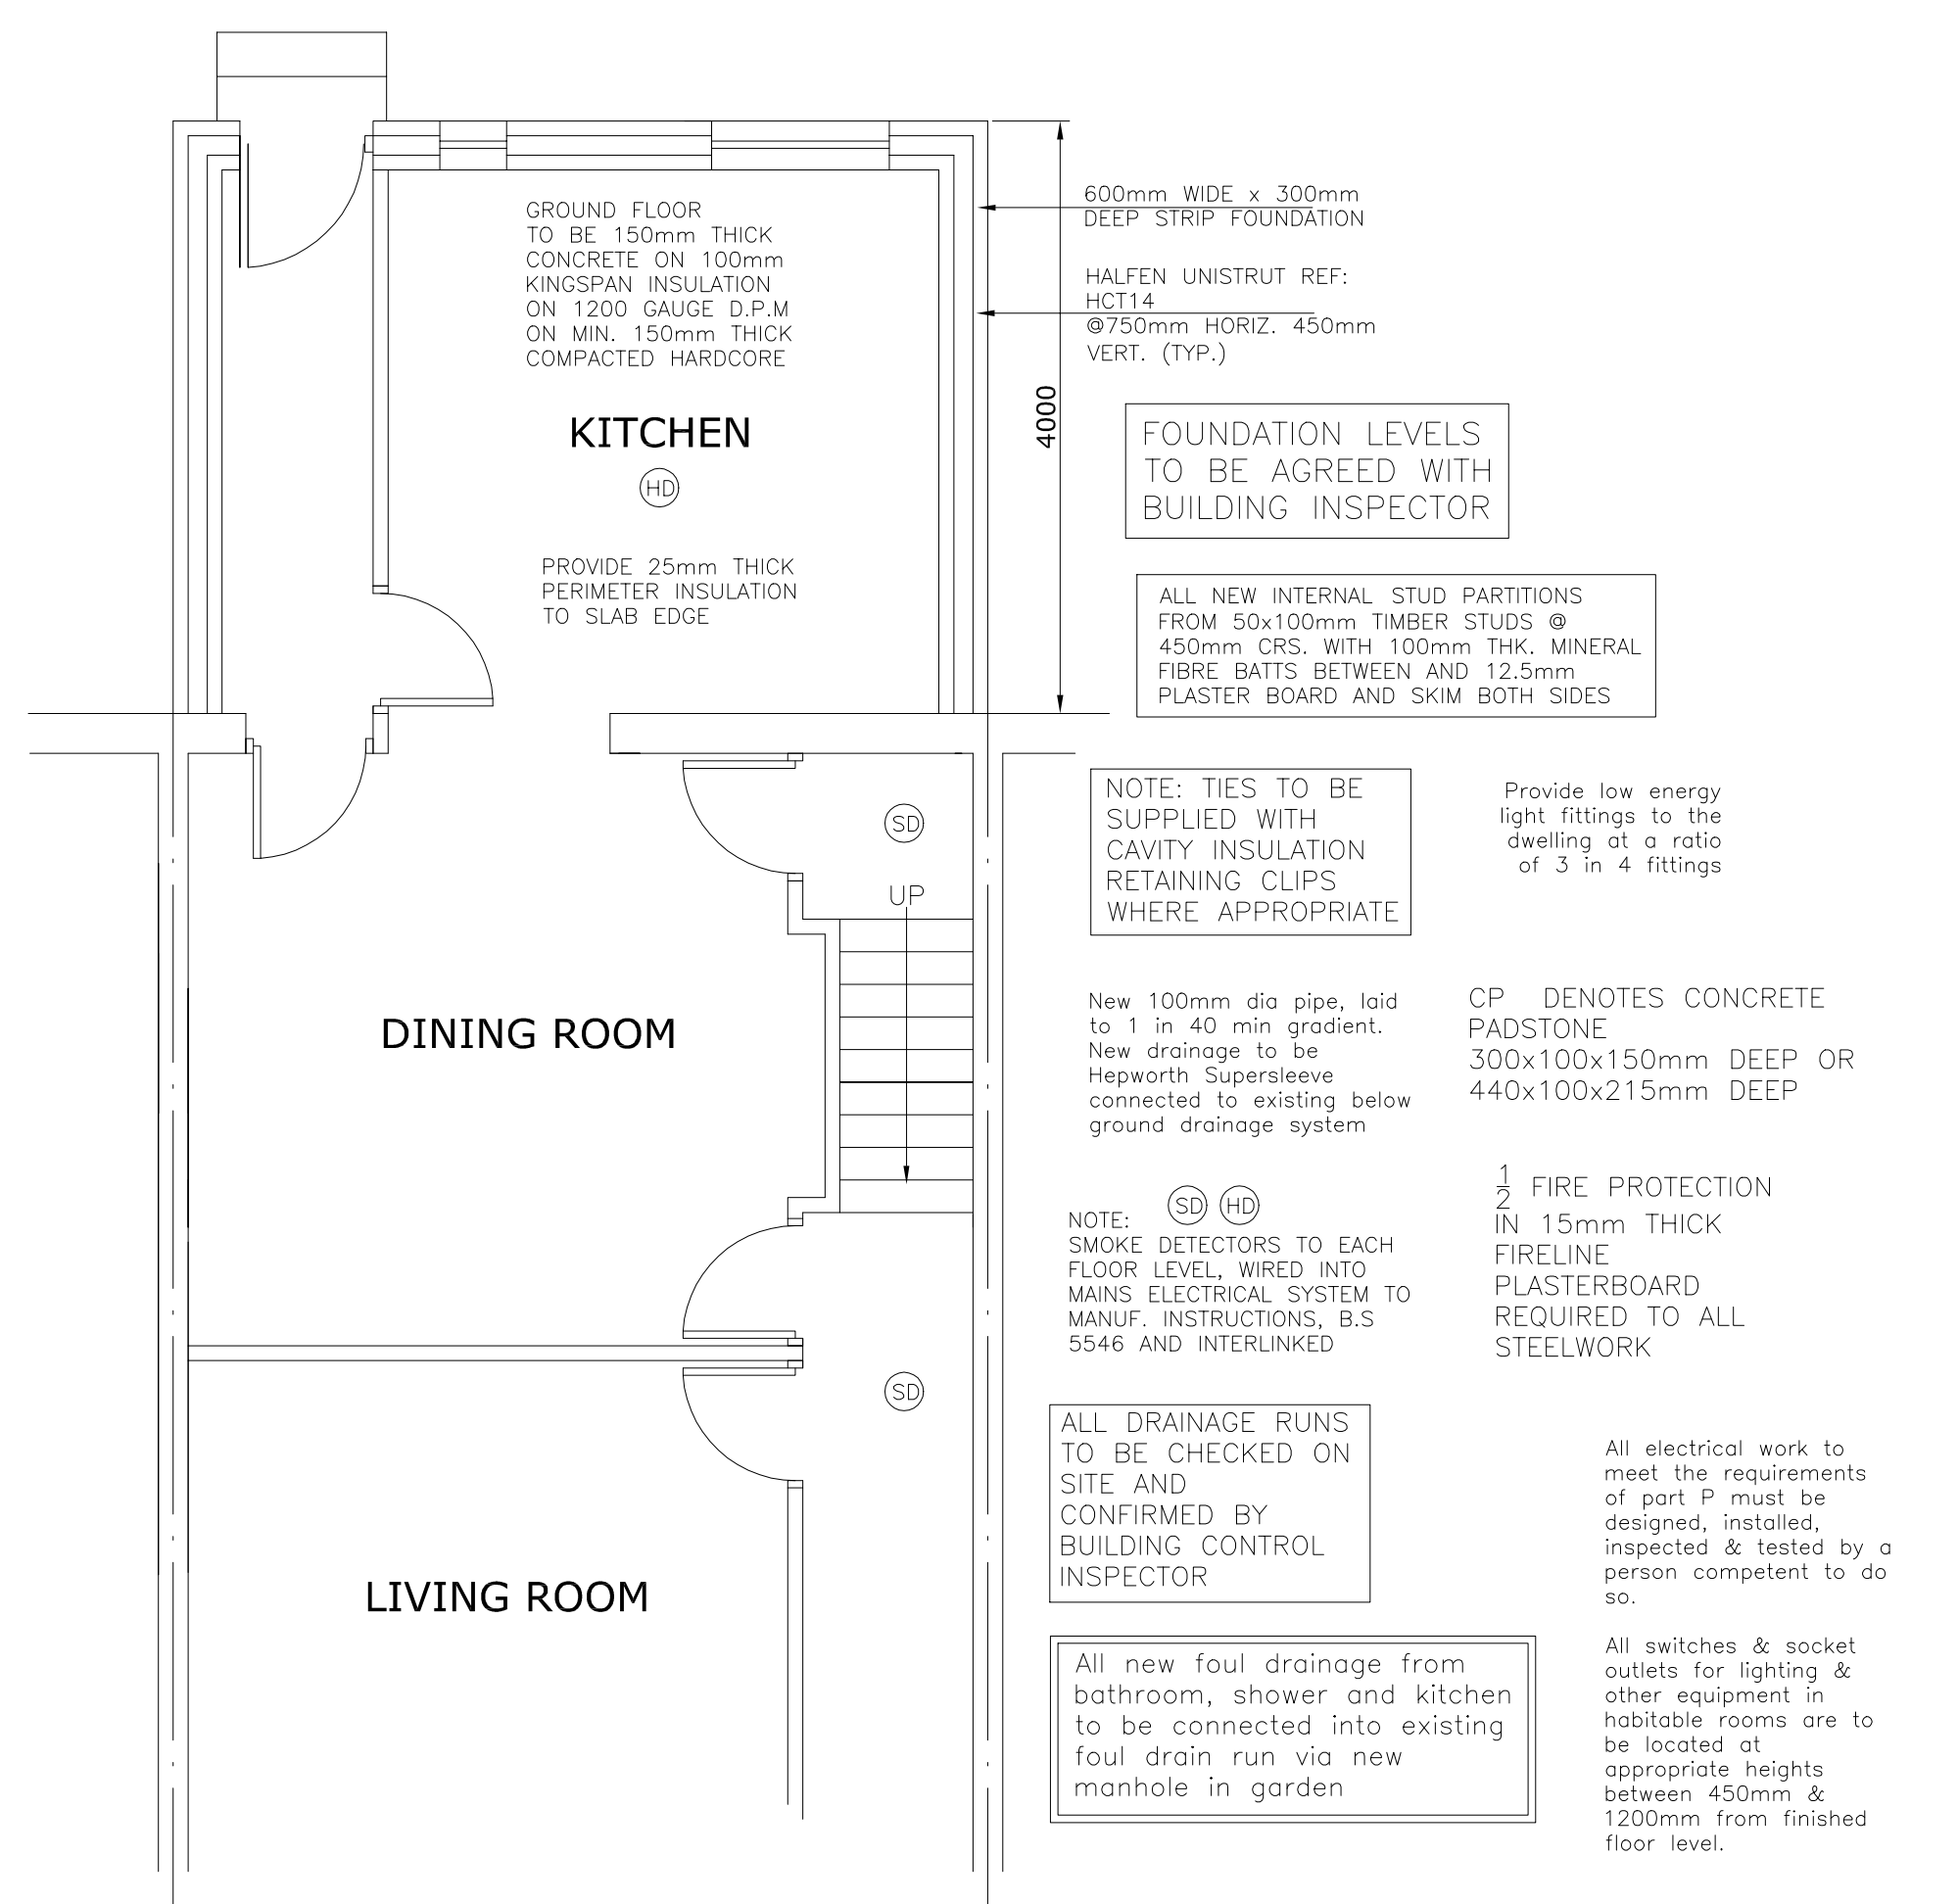 GROUND FLOOR
TO BE 150mm THICK
CONCRETE ON 100mm
KINGSPAN INSULATION
ON 1200 GAUGE D.P.M
ON MIN. 150mm THICK
COMPACTED HARDCORE
KITCHEN
HD
PROVIDE 25mm THICK
PERIMETER INSULATION
TO SLAB EDGE
4000
600mm WIDE x 300mm
DEEP STRIP FOUNDATION
HALFEN UNISTRUT REF:
HCT14
@750mm HORIZ. 450mm
VERT. (TYP.)
FOUNDATION LEVELS
TO BE AGREED WITH
BUILDING INSPECTOR
ALL NEW INTERNAL STUD PARTITIONS
FROM 50x100mm TIMBER STUDS @
450mm CRS. WITH 100mm THK. MINERAL
FIBRE BATTS BETWEEN AND 12.5mm
PLASTER BOARD AND SKIM BOTH SIDES
SD
UP
DINING ROOM
SD
LIVING ROOM
NOTE: TIES TO BE
SUPPLIED WITH
CAVITY INSULATION
RETAINING CLIPS
WHERE APPROPRIATE
Provide low energy
light fittings to the
dwelling at a ratio
of 3 in 4 fittings
New 100mm dia pipe, laid
to 1 in 40 min gradient.
New drainage to be
Hepworth Supersleeve
connected to existing below
ground drainage system
CP DENOTES CONCRETE
PADSTONE
300x100x150mm DEEP OR
440x100x215mm DEEP
SD HD
NOTE:
SMOKE DETECTORS TO EACH
FLOOR LEVEL, WIRED INTO
MAINS ELECTRICAL SYSTEM TO
MANUF. INSTRUCTIONS, B.S
5546 AND INTERLINKED
1/2 FIRE PROTECTION
IN 15mm THICK
FIRELINE
PLASTERBOARD
REQUIRED TO ALL
STEELWORK
ALL DRAINAGE RUNS
TO BE CHECKED ON
SITE AND
CONFIRMED BY
BUILDING CONTROL
INSPECTOR
All electrical work to
meet the requirements
of part P must be
designed, installed,
inspected & tested by a
person competent to do
so.
All new foul drainage from
bathroom, shower and kitchen
to be connected into existing
foul drain run via new
manhole in garden
All switches & socket
outlets for lighting &
other equipment in
habitable rooms are to
be located at
appropriate heights
between 450mm &
1200mm from finished
floor level.